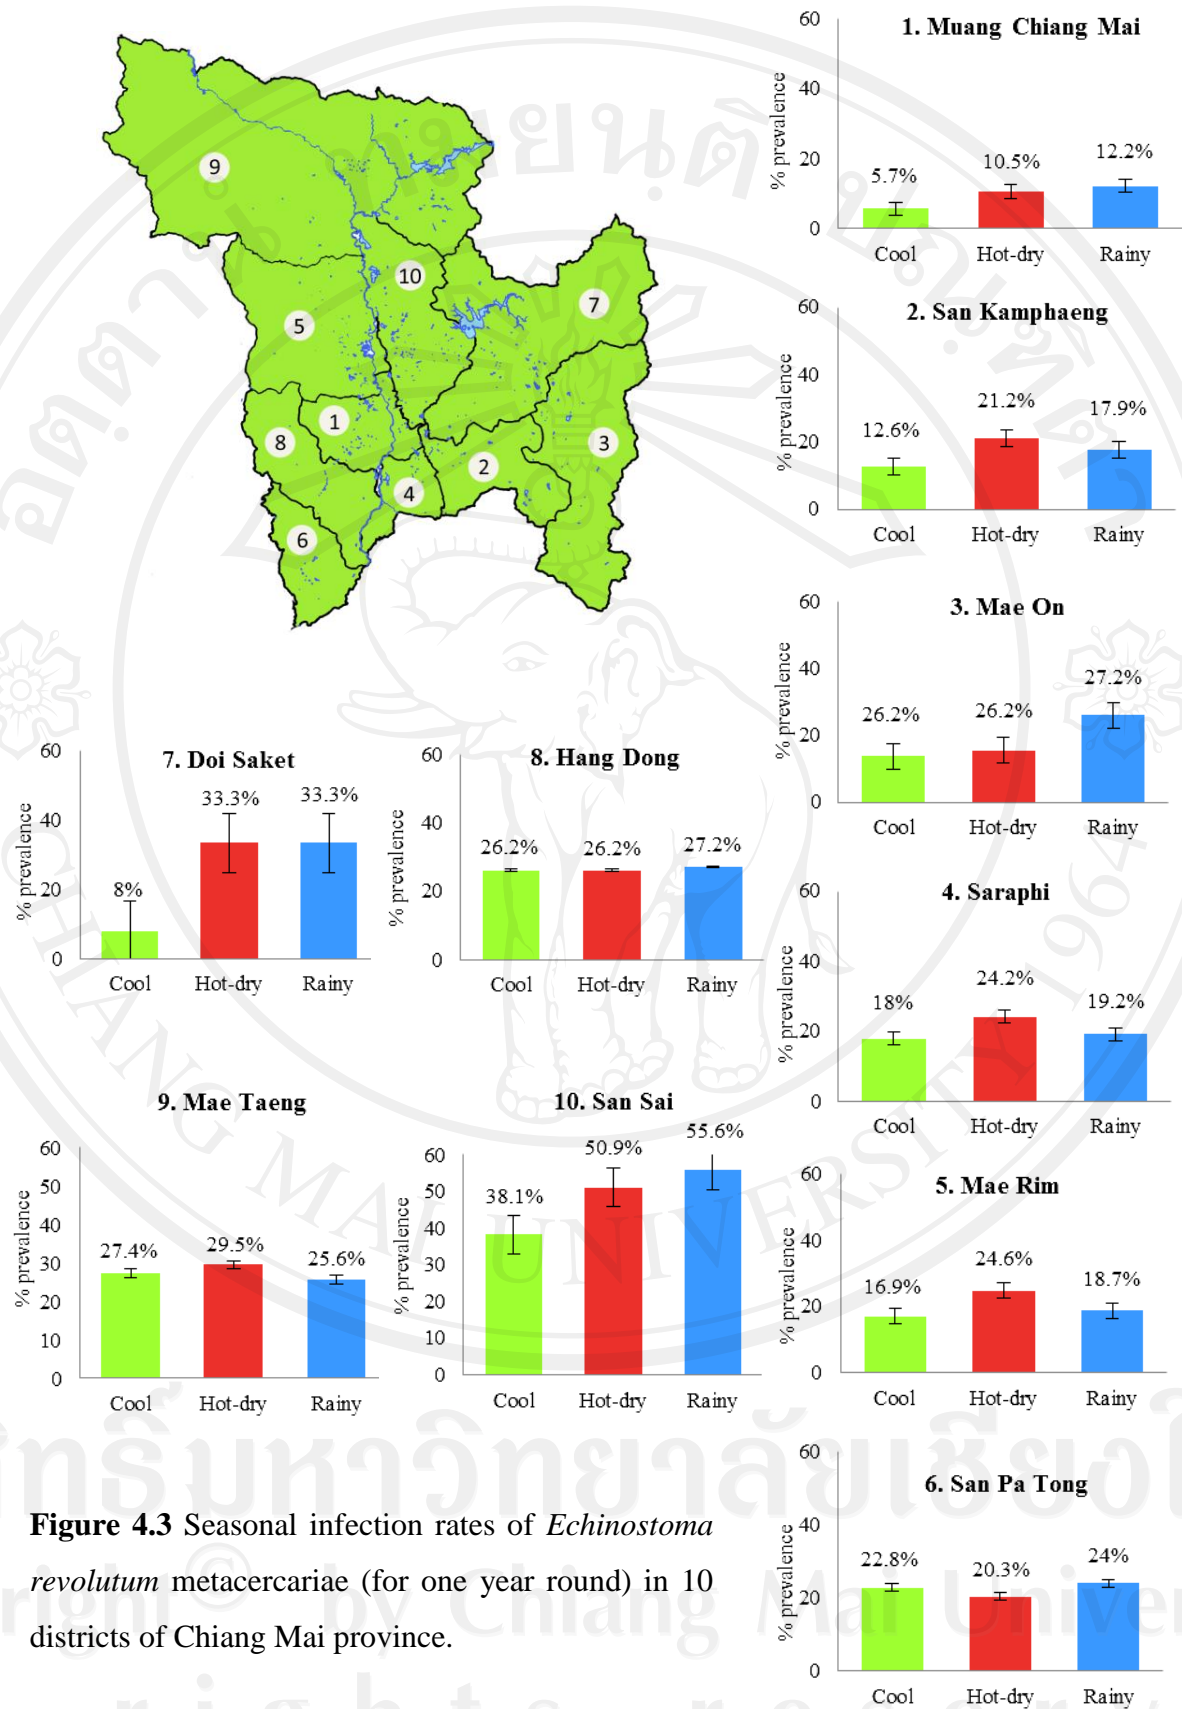 1. Muang Chiang Mai
60
40
20
0
% prevalence
5.7%
10.5%
12.2%
Cool
Hot-dry
Rainy
9
10
7
5
1
8
3
2
4
6
2. San Kamphaeng
60
40
20
0
% prevalence
12.6%
21.2%
17.9%
Cool
Hot-dry
Rainy
3. Mae On
60
40
20
0
% prevalence
26.2%
26.2%
27.2%
Cool
Hot-dry
Rainy
7. Doi Saket
60
40
20
0
% prevalence
8%
33.3%
33.3%
Cool
Hot-dry
Rainy
8. Hang Dong
60
40
20
0
% prevalence
26.2%
26.2%
27.2%
Cool
Hot-dry
Rainy
4. Saraphi
60
40
20
0
% prevalence
18%
24.2%
19.2%
Cool
Hot-dry
Rainy
9. Mae Taeng
60
50
40
30
20
10
0
% prevalence
27.4%
29.5%
25.6%
Cool
Hot-dry
Rainy
10. San Sai
60
50
40
30
20
10
0
% prevalence
38.1%
50.9%
55.6%
Cool
Hot-dry
Rainy
5. Mae Rim
60
40
20
0
% prevalence
16.9%
24.6%
18.7%
Cool
Hot-dry
Rainy
6. San Pa Tong
60
40
20
0
% prevalence
22.8%
20.3%
24%
Cool
Hot-dry
Rainy
Figure 4.3 Seasonal infection rates of Echinostoma
revolutum metacercariae (for one year round) in 10
districts of Chiang Mai province.
CHIANG MAI UNIVERSITY 1964
by Chiang Mai